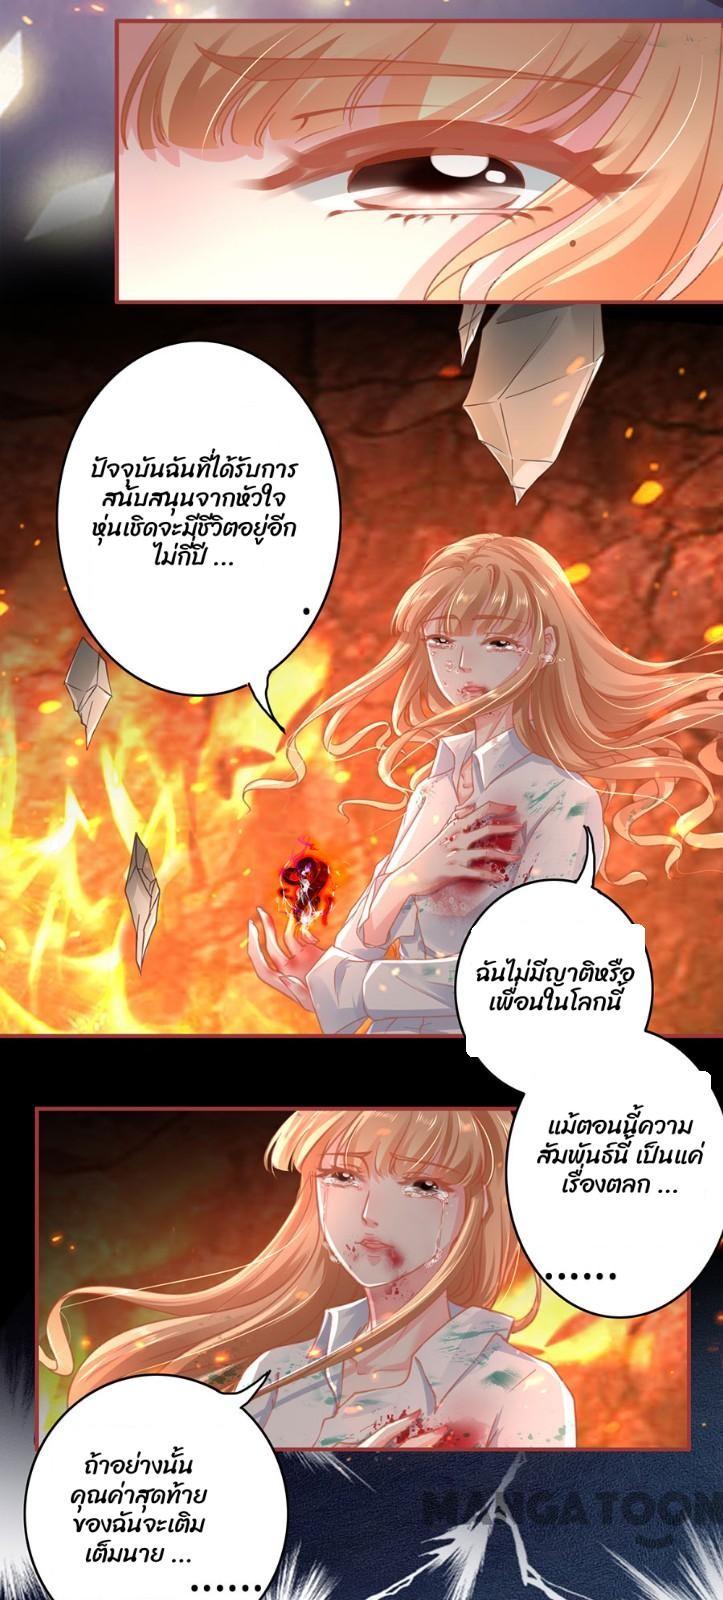 ปัจจุบันฉันที่ได้รับการ
สนับสนุนจากหัวใจ
หุ่นเชิดจะมีชีวิตอยู่อีก
ไม่กี่ปี ...
ฉันไม่มีญาติหรือ
เพื่อนในโลกนี้
แม้ตอนนี้ความ
สัมพันธ์นี้ เป็นแค่
เรื่องตลก ...
......
ถ้าอย่างนั้น
คุณค่าสุดท้าย
ของฉันจะเติม
เต็มนาย ...
......
MANGATOON